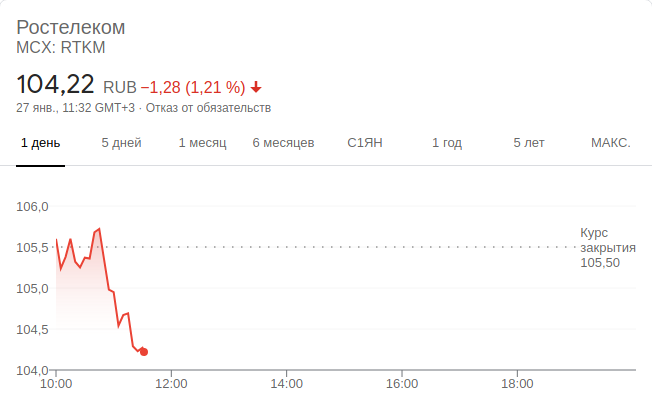 Ростелеком
MCX: RTKM
104,22 RUB −1,28 (1,21 %)
27 янв., 11:32 GMT+3 · Отказ от обязательств
1 день 5 дней 1 месяц 6 месяцев С1ЯН 1 год 5 лет МАКС.
106,0
105,5
105,0
104,5
104,0
Курс
закрытия
105,50
10:00 12:00 14:00 16:00 18:00